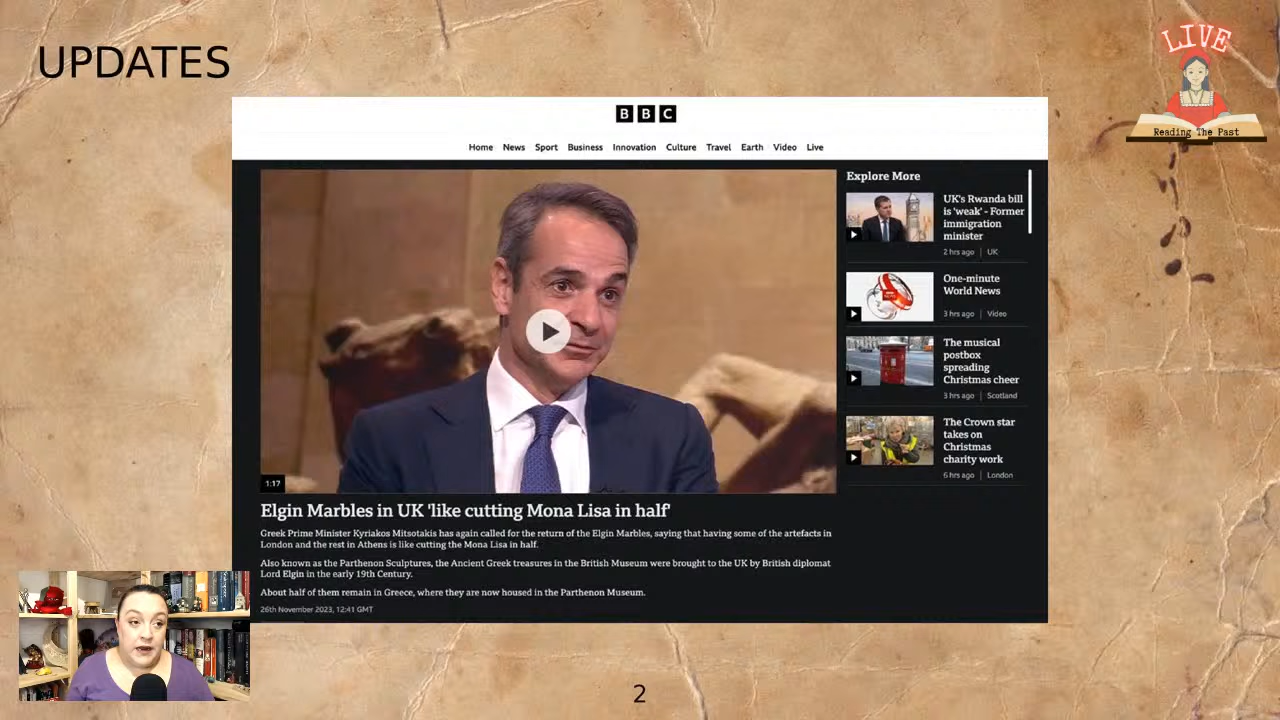 UPDATES
LIVE
Reading The Past
BBC
Home News Sport Business Innovation Culture Travel Earth Video Live
Explore More
UK's Rwanda bill
is 'weak' - Former
immigration
minister
2 hrs ago | UK
One-minute
World News
3 hrs ago | Video
The musical
postbox
spreading
Christmas cheer
3 hrs ago | Scotland
The Crown star
takes on
Christmas
charity work
6 hrs ago | London
1:17
Elgin Marbles in UK 'like cutting Mona Lisa in half'
Greek Prime Minister Kyriakos Mitsotakis has again called for the return of the Elgin Marbles, saying that having some of the artefacts in
London and the rest in Athens is like cutting the Mona Lisa in half.
Also known as the Parthenon Sculptures, the Ancient Greek treasures in the British Museum were brought to the UK by British diplomat
Lord Elgin in the early 19th Century.
About half of them remain in Greece, where they are now housed in the Parthenon Museum.
26th November 2023, 12:41 GMT
2